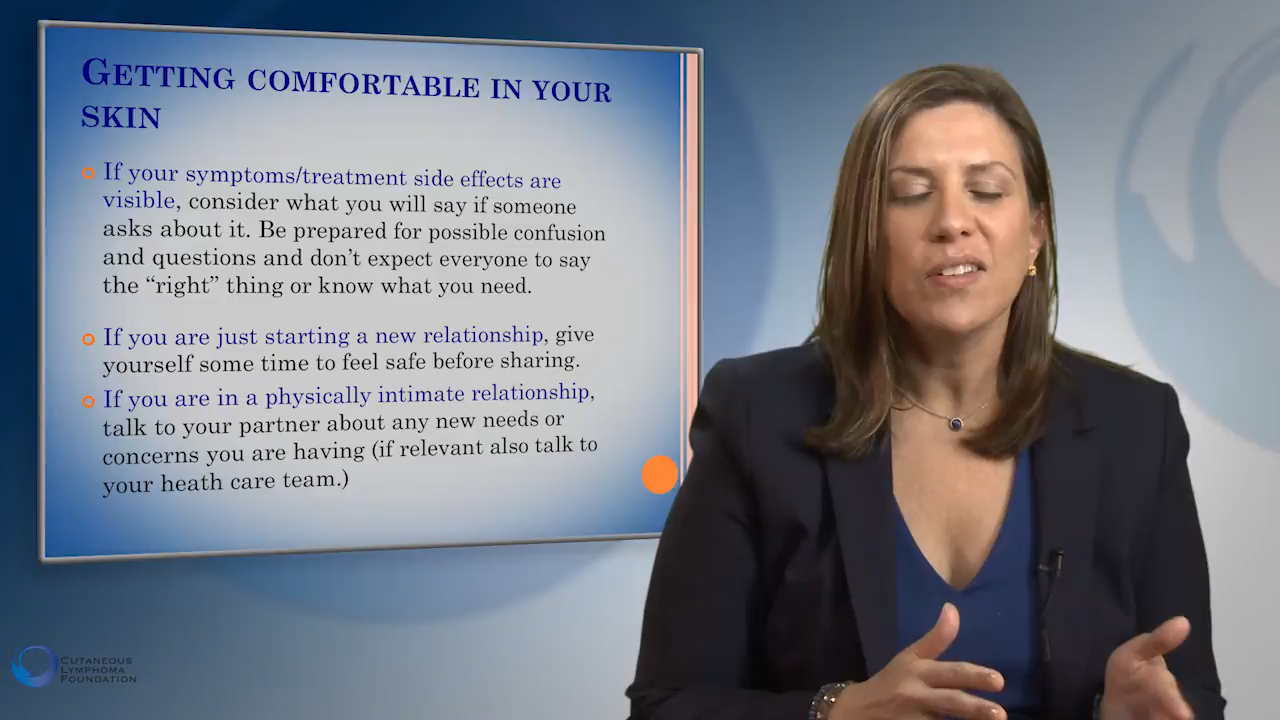 GETTING COMFORTABLE IN YOUR
SKIN
If your symptoms/treatment side effects are
visible, consider what you will say if someone
asks about it. Be prepared for possible confusion
and questions and don't expect everyone to say
the “right” thing or know what you need.
If you are just starting a new relationship, give
yourself some time to feel safe before sharing.
If you are in a physically intimate relationship,
talk to your partner about any new needs or
concerns you are having (if relevant also talk to
your heath care team.)
CUTANEOUS
LYMPHOMA
FOUNDATION